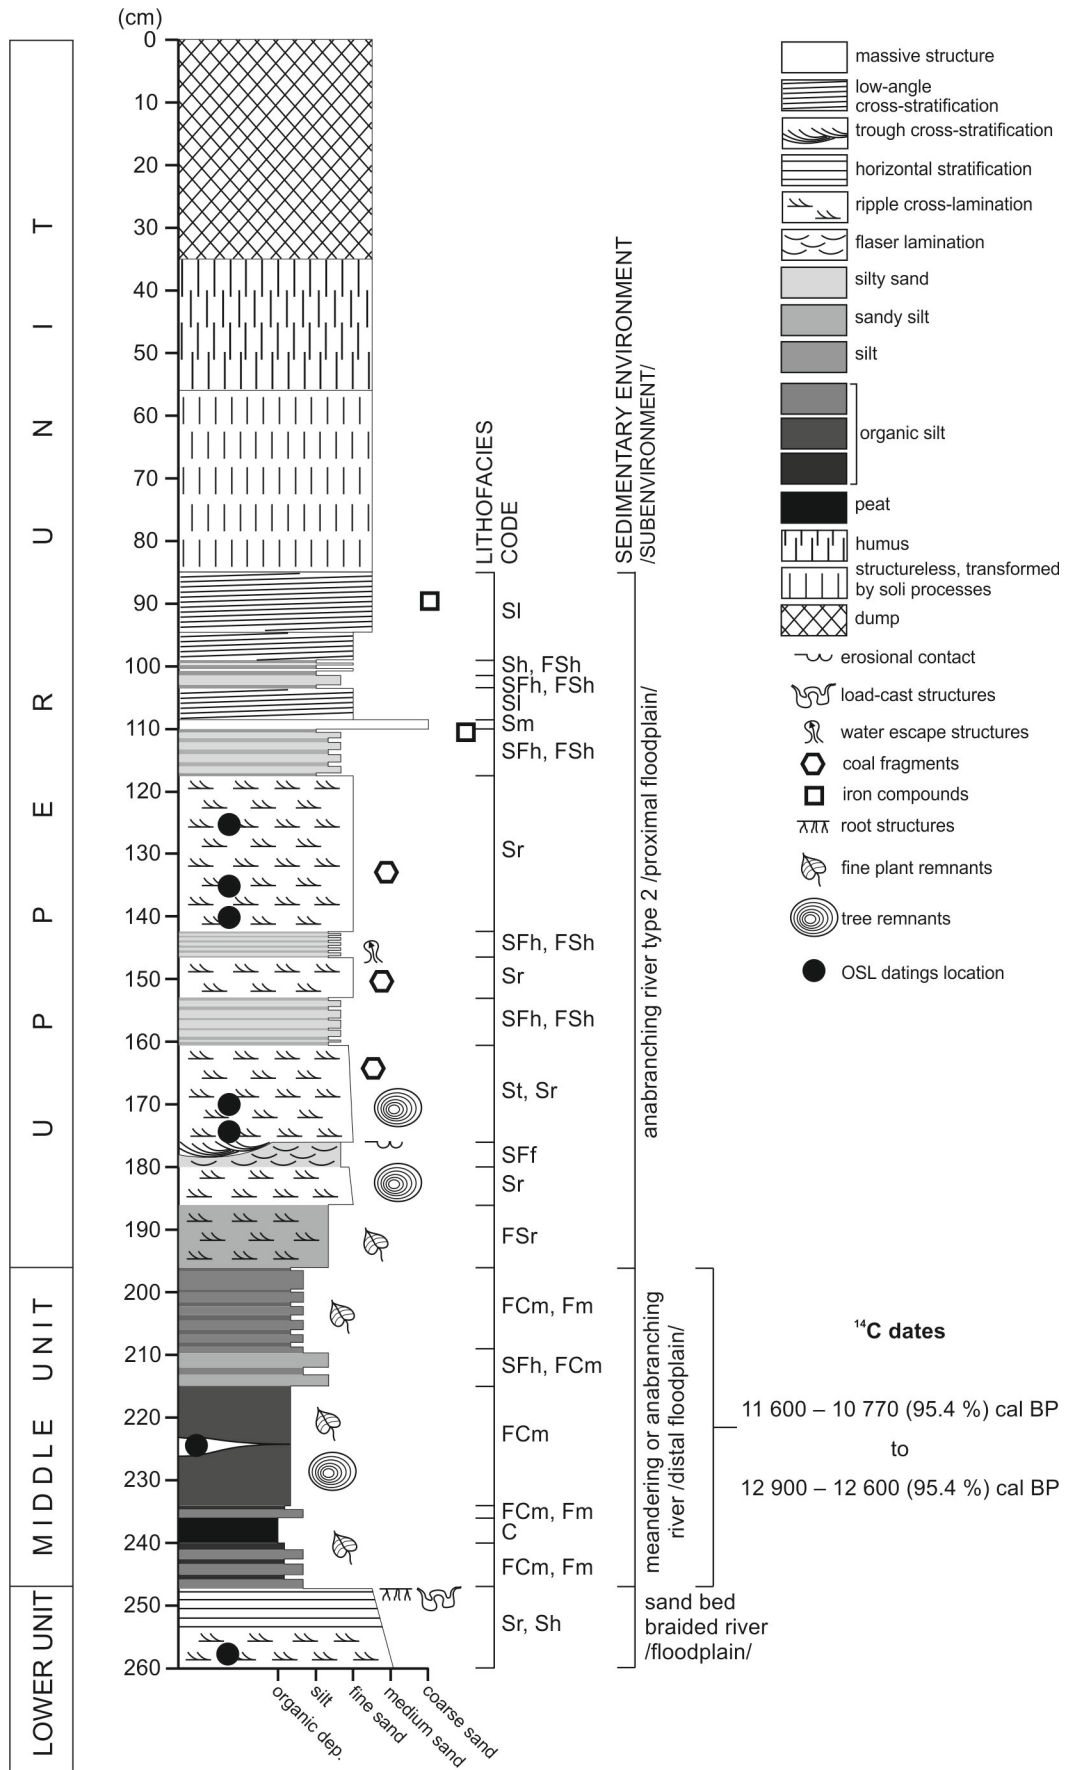 (cm)
0
10
20
30
40
50
60
70
80
90
100
110
120
130
140
150
160
170
180
190
200
210
220
230
240
250
260
UPPER UNIT
MIDDLE UNIT
LOWER UNIT
organic dep.
silt
fine sand
medium sand
coarse sand
LITHOFACIES
CODE
Sl
Sh, FSh
SFh, FSh
Sl
Sm
SFh, FSh
Sr
SFh, FSh
Sr
SFh, FSh
St, Sr
SFf
Sr
FSr
FCm, Fm
SFh, FCm
FCm
FCm, Fm
C
FCm, Fm
Sr, Sh
SEDIMENTARY ENVIRONMENT
/SUBENVIRONMENT/
anabranching river type 2 /proximal floodplain/
meandering or anabranching
river /distal floodplain/
sand bed
braided river
/floodplain/
14C dates
11 600 – 10 770 (95.4 %) cal BP
to
12 900 – 12 600 (95.4 %) cal BP
massive structure
low-angle
cross-stratification
trough cross-stratification
horizontal stratification
ripple cross-lamination
flaser lamination
silty sand
sandy silt
silt
organic silt
peat
humus
structureless, transformed
by soli processes
dump
erosional contact
load-cast structures
water escape structures
coal fragments
iron compounds
root structures
fine plant remnants
tree remnants
OSL datings location